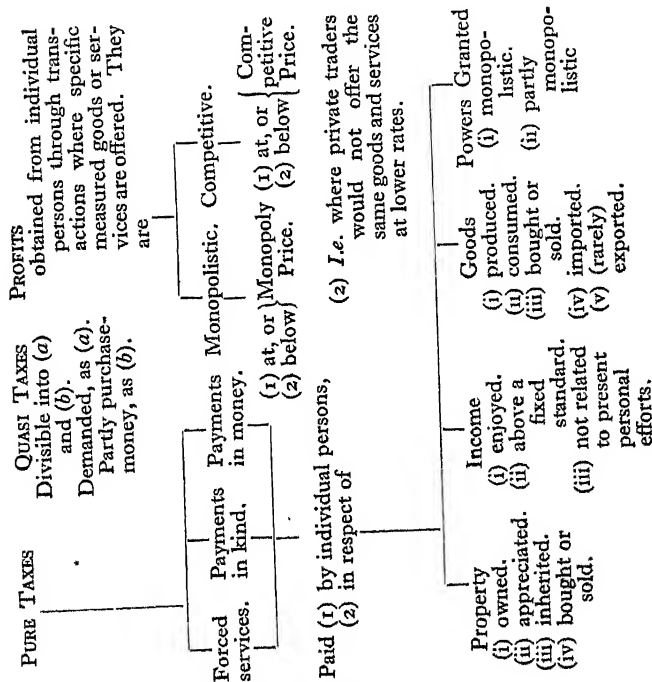 PURE TAXES
QUASI TAXES
Divisible into (a)
and (b).
Demanded, as (a).
Partly purchase-
money, as (b).
PROFITS
obtained from individual
persons through trans-
actions where specific
measured goods or ser-
vices are offered. They
are
Forced
services.
Payments
in kind.
Payments
in money.
Monopolistic.
(1) at, or
(2) below
Monopoly
Price.
Competitive.
(1) at, or
(2) below
Com-
petitive
Price.
Paid (1) by individual persons,
(2) in respect of
(2) I.e. where private traders
would not offer the
same goods and services
at lower rates.
Property
(i) owned.
(ii) appreciated.
(iii) inherited.
(iv) bought or
sold.
Income
(i) enjoyed.
(ii) above a
fixed
standard.
(iii) not related
to present
personal
efforts.
Goods
(i) produced.
(ii) consumed.
(iii) bought or
sold.
(iv) imported.
(v) (rarely)
exported.
Powers Granted
(i) monopo-
listic.
(ii) partly
monopo-
listic